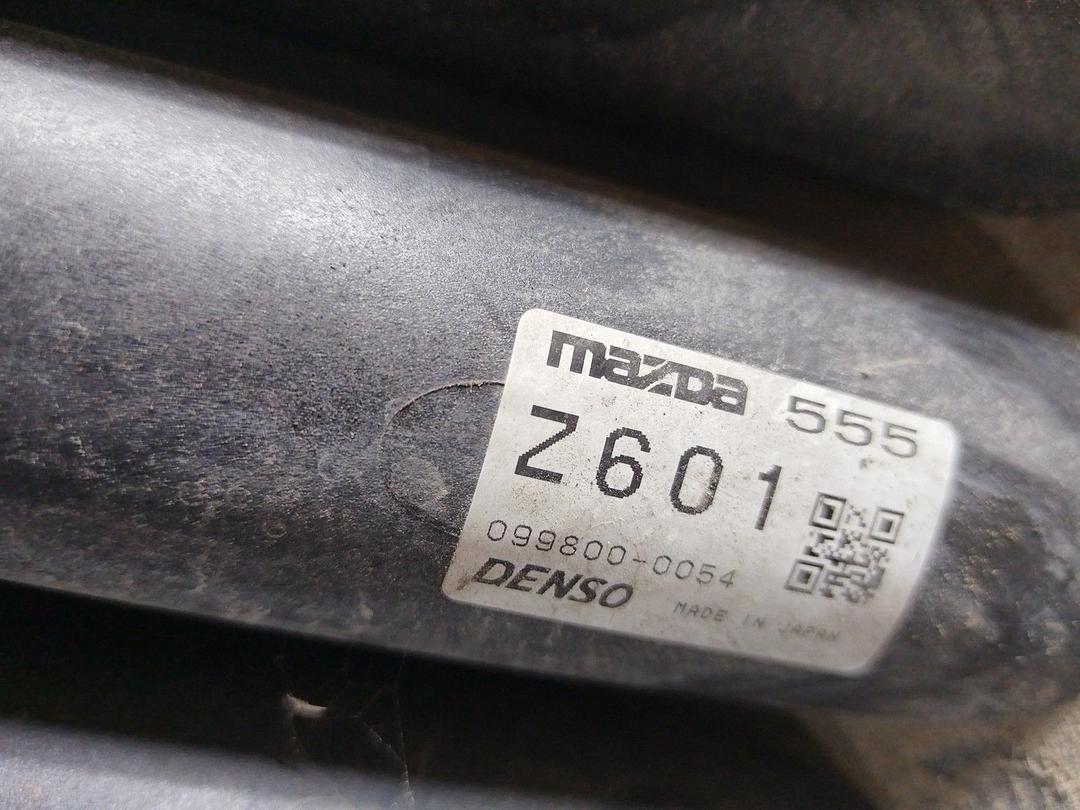 mazda 555
Z601
099800-0054
DENSO MADE IN JAPAN